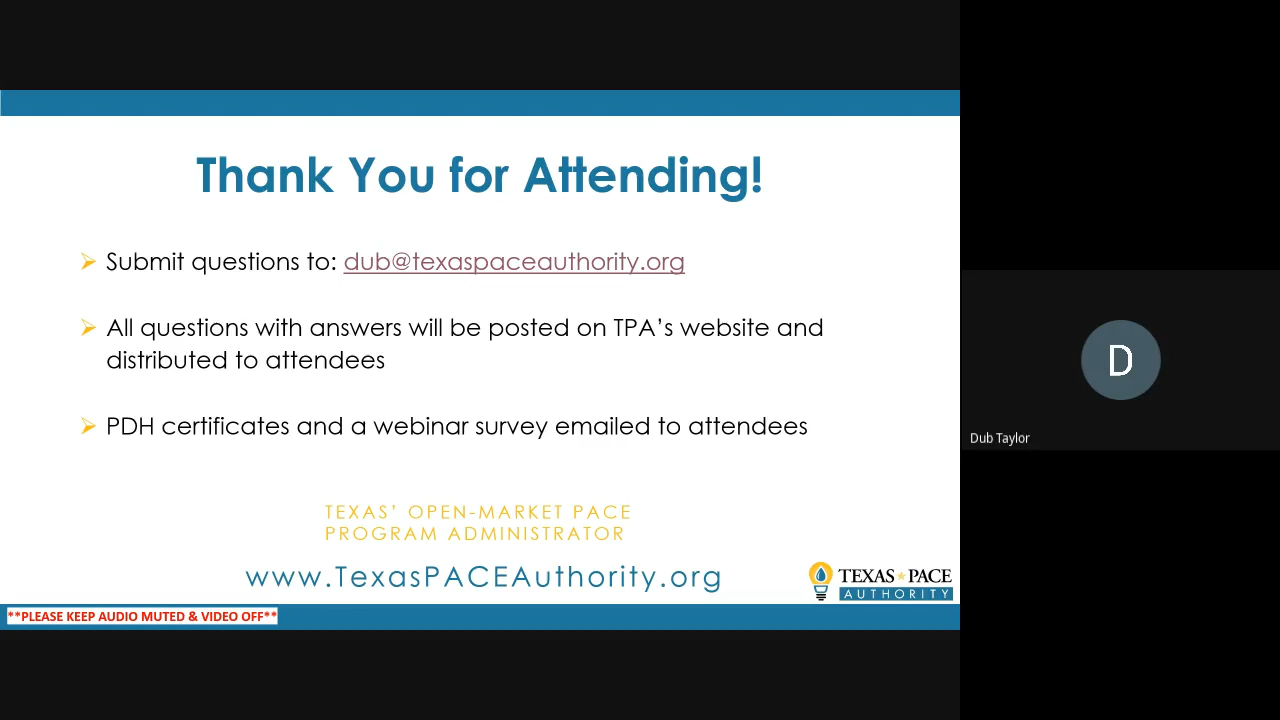 Thank You for Attending!
➢ Submit questions to: dub@texaspaceauthority.org
➢ All questions with answers will be posted on TPA’s website and
distributed to attendees
➢ PDH certificates and a webinar survey emailed to attendees
TEXAS’ OPEN-MARKET PACE
PROGRAM ADMINISTRATOR
www.TexasPACEAuthority.org
TEXAS★PACE
AUTHORITY
**PLEASE KEEP AUDIO MUTED & VIDEO OFF**
D
Dub Taylor